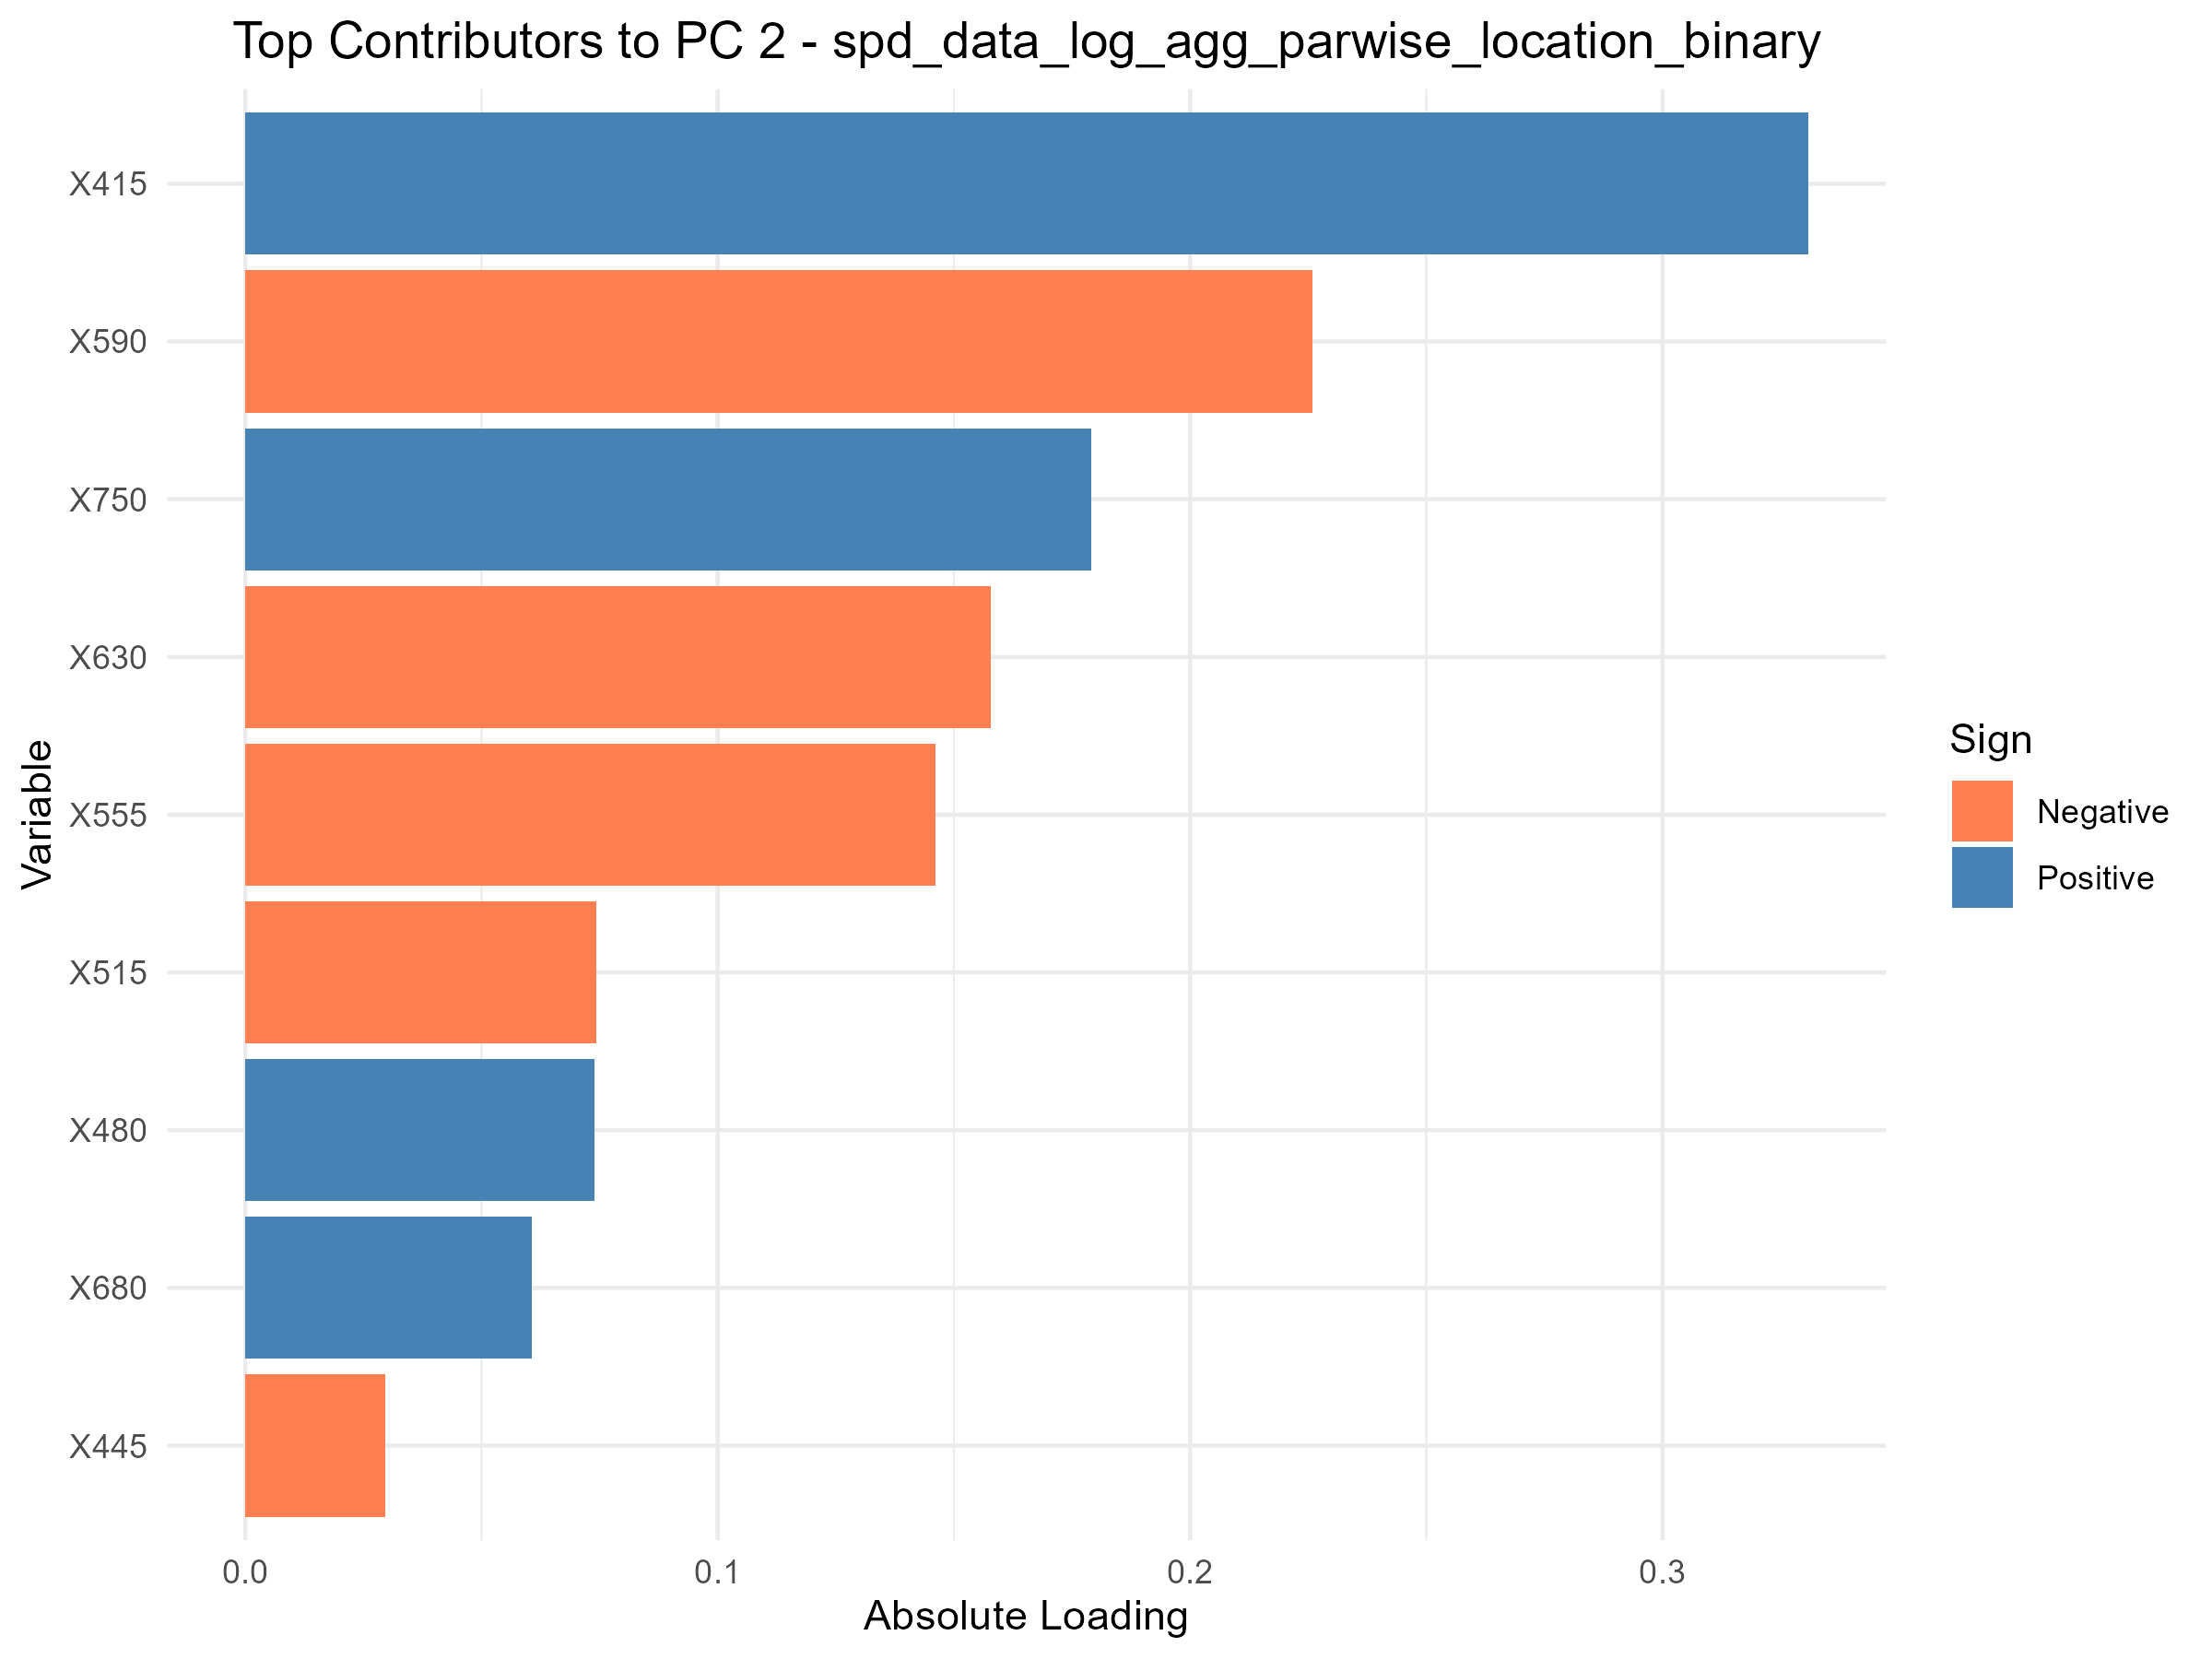 Top Contributors to PC 2 - spd_data_log_agg_parwise_location_binary
X415
X590
X750
X630
X555
X515
X480
X680
X445
Variable
0.0 0.1 0.2 0.3
Absolute Loading
Sign
Negative
Positive